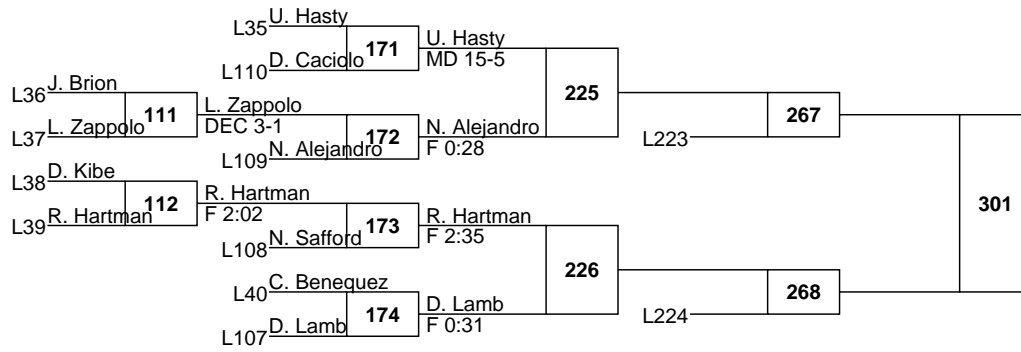 L35 U. Hasty
171
U. Hasty
MD 15-5
L110 D. Caciolo
225
L36 J. Brion
111
L. Zappolo
DEC 3-1
267
L37 L. Zappolo
172
N. Alejandro
F 0:28
L223
L109 N. Alejandro
L38 D. Kibe
112
R. Hartman
F 2:02
301
L39 R. Hartman
173
R. Hartman
F 2:35
L108 N. Safford
226
L40 C. Benequez
268
174
D. Lamb
F 0:31
L224
L107 D. Lamb